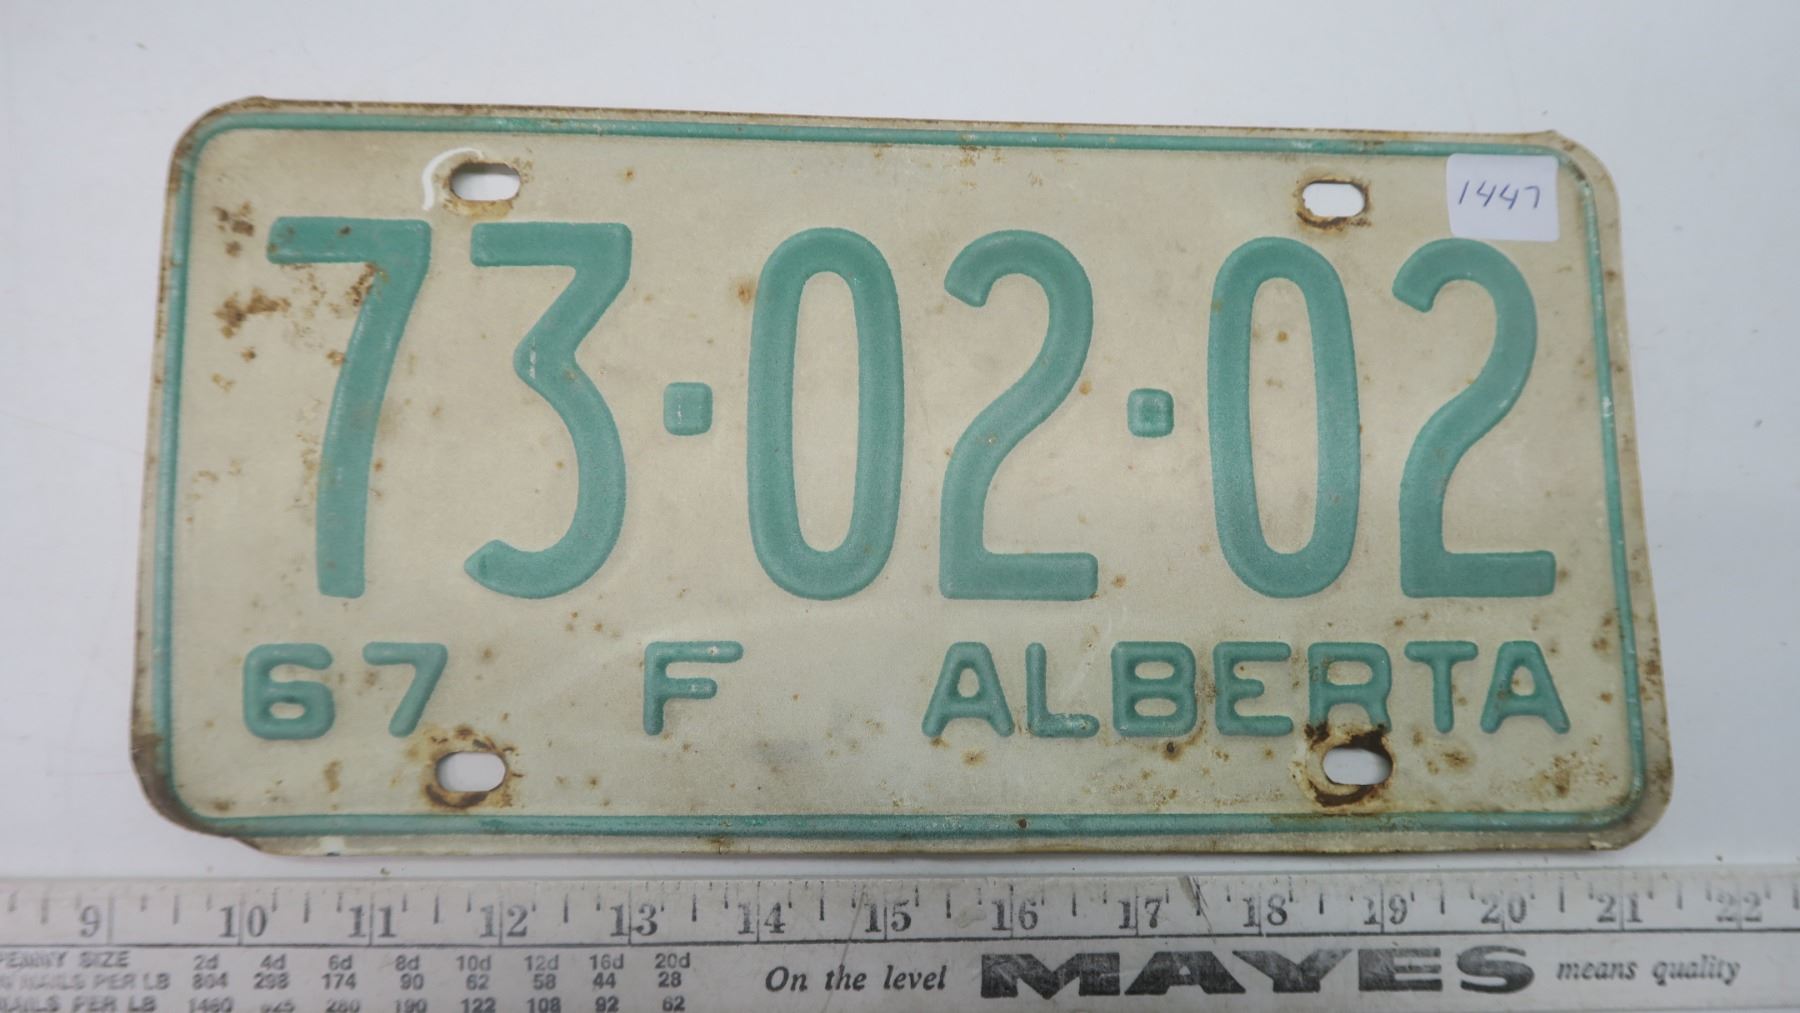 1447
73·02·02
67 F ALBERTA
9 10 11 12 13 14 15 16 17 18 19 20 21 22
PENNY SIZE 2d 4d 6d 8d 10d 12d 16d 20d
NAILS PER LB 864 298 174 90 62 58 44 28
On the level MAYES means quality
NAILS PER LB 1460 280 190 122 108 92 62